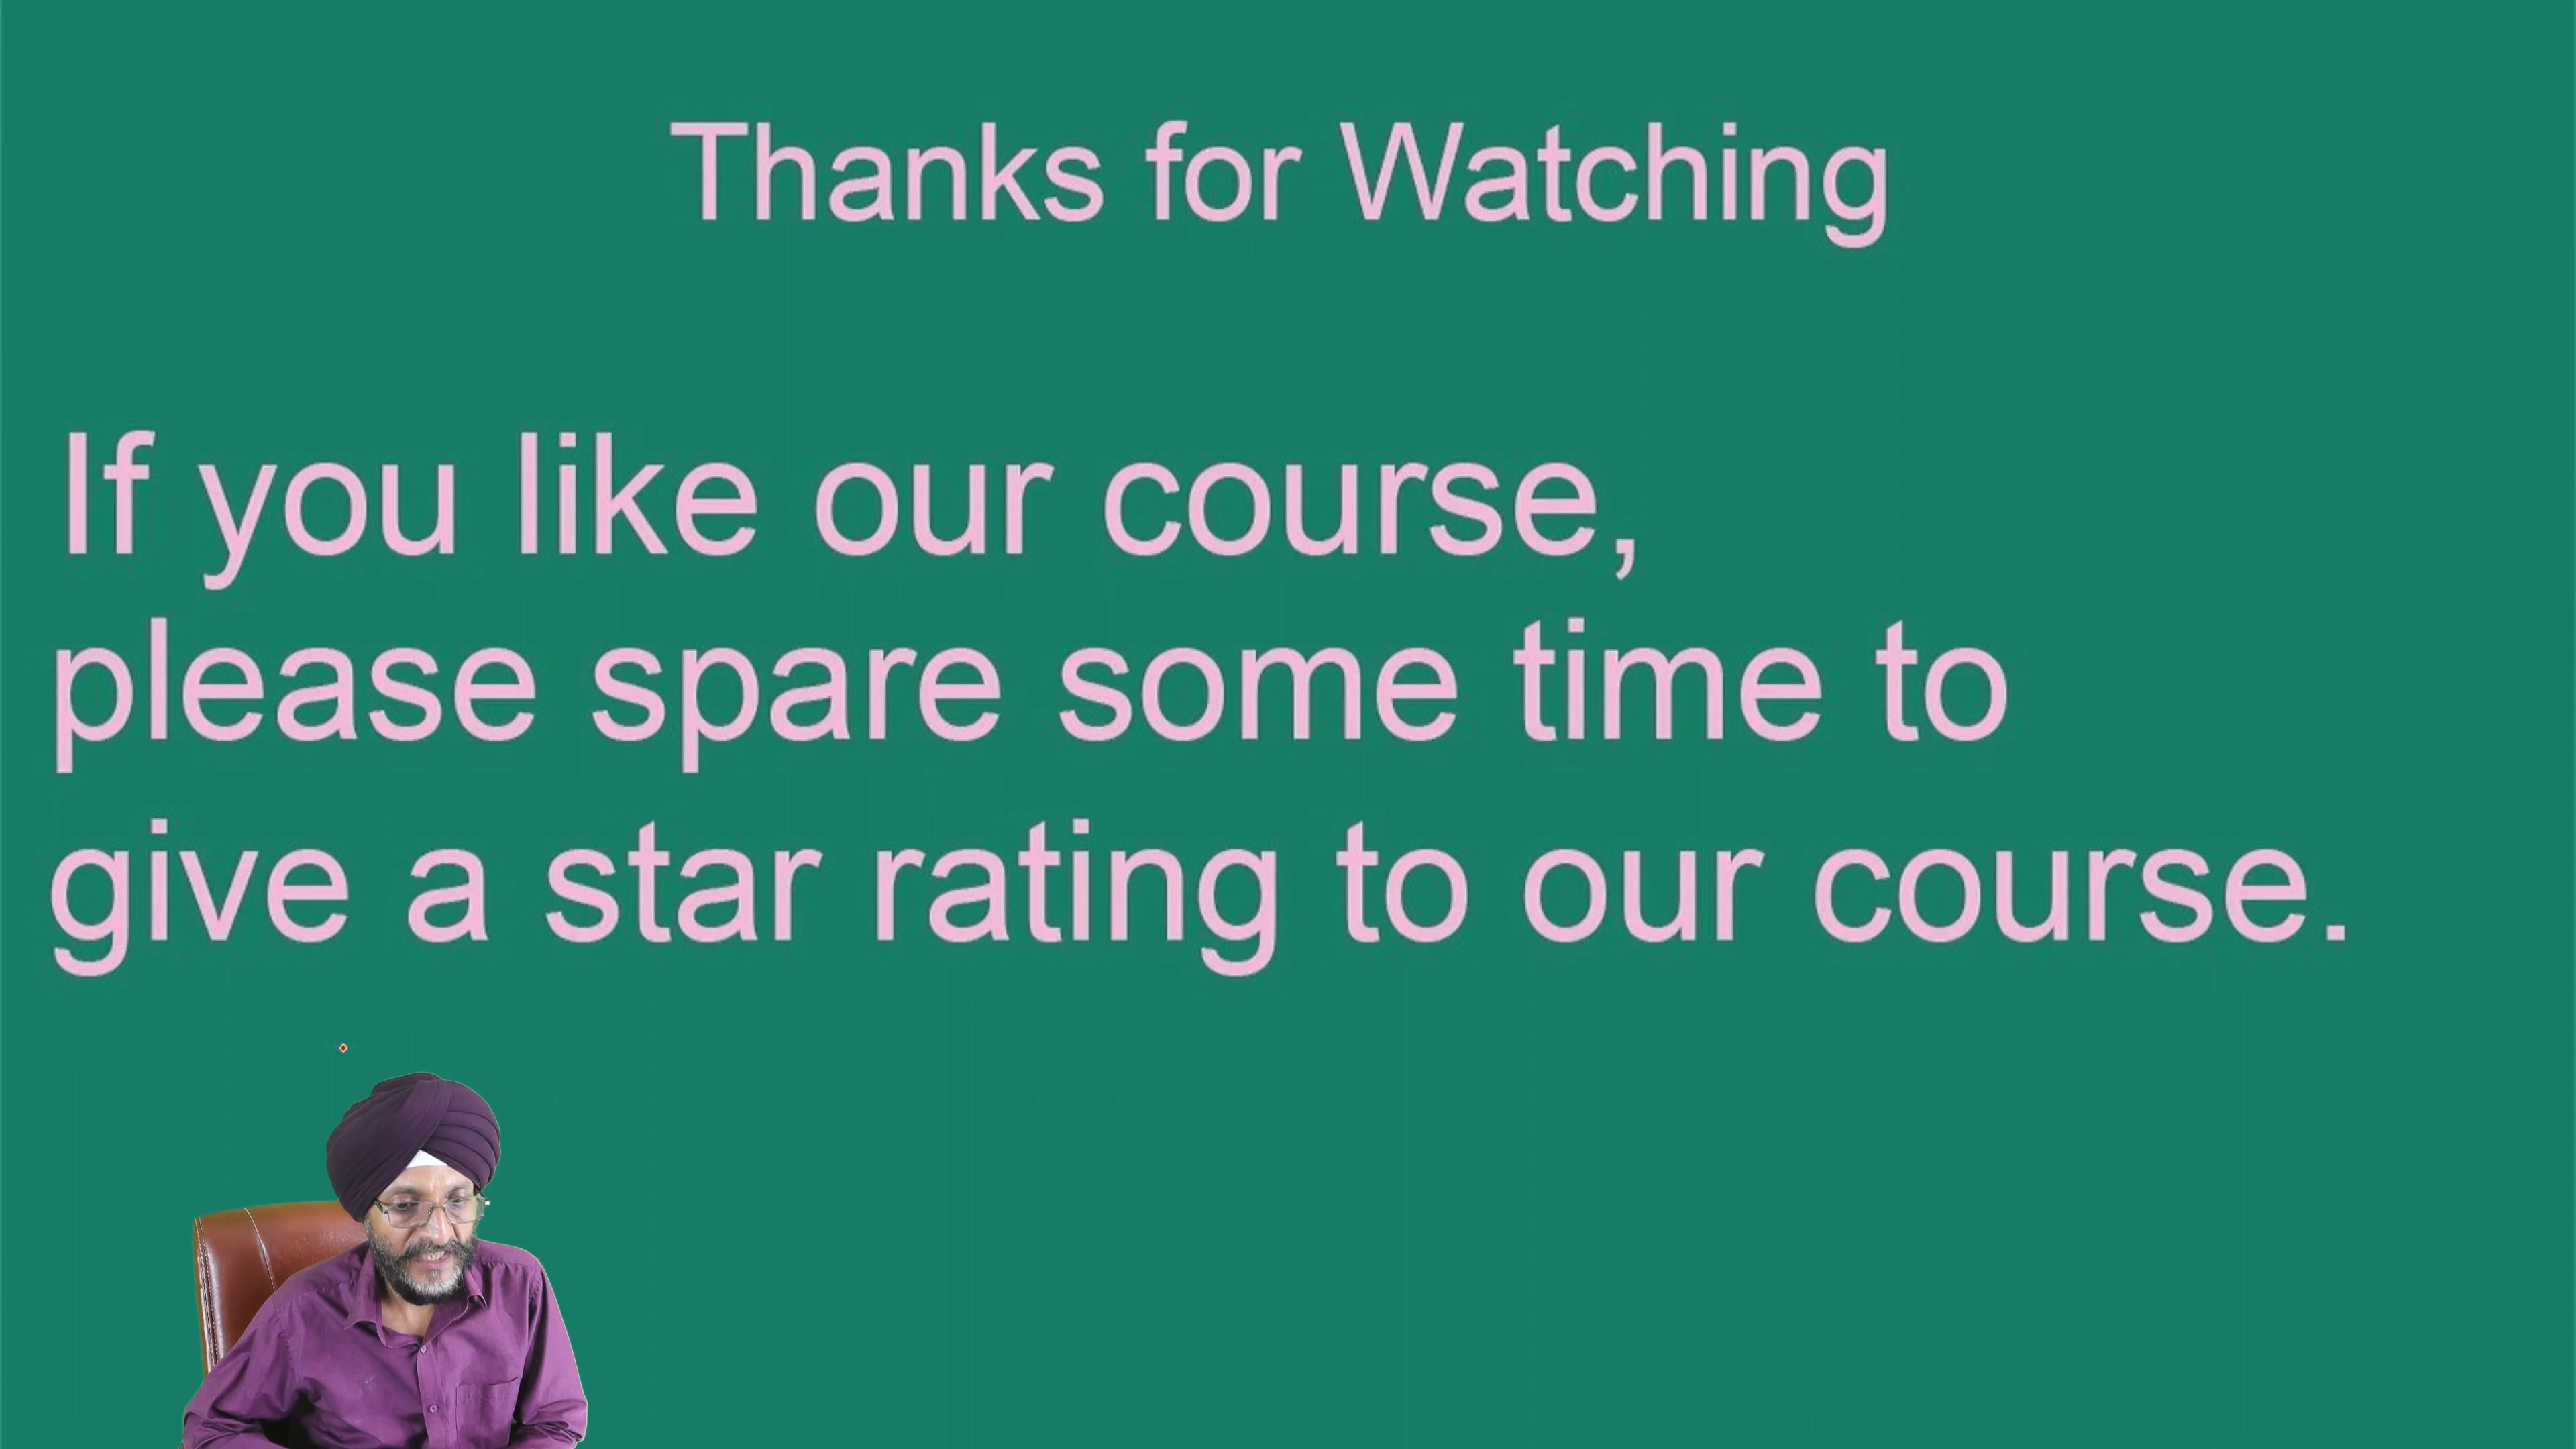 Thanks for Watching
If you like our course,
please spare some time to
give a star rating to our course.